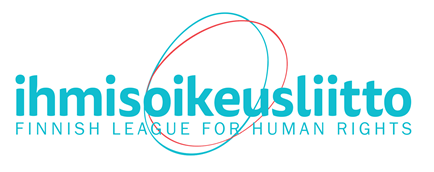 ihmisoikeusliitto
FINNISH LEAGUE FOR HUMAN RIGHTS